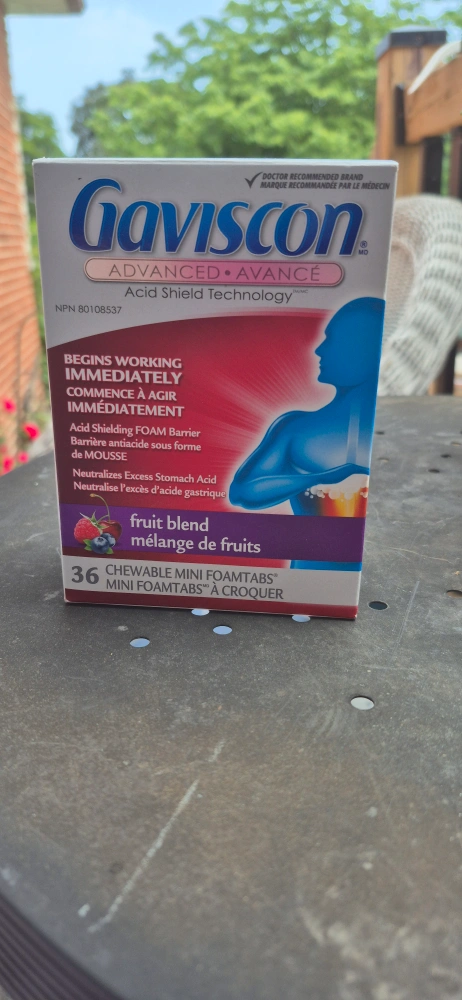 ✓ DOCTOR RECOMMENDED BRAND
MARQUE RECOMMANDÉE PAR LE MÉDECIN
GAVISCON®
MD
ADVANCED • AVANCÉ
Acid Shield Technology
NPN 80108537
BEGINS WORKING
IMMEDIATELY
COMMENCE À AGIR
IMMÉDIATEMENT
Acid Shielding FOAM Barrier
Barrière antiacide sous forme
de MOUSSE
Neutralizes Excess Stomach Acid
Neutralise l'excès d'acide gastrique
fruit blend
mélange de fruits
36 CHEWABLE MINI FOAMTABS®
MINI FOAMTABS MD À CROQUER